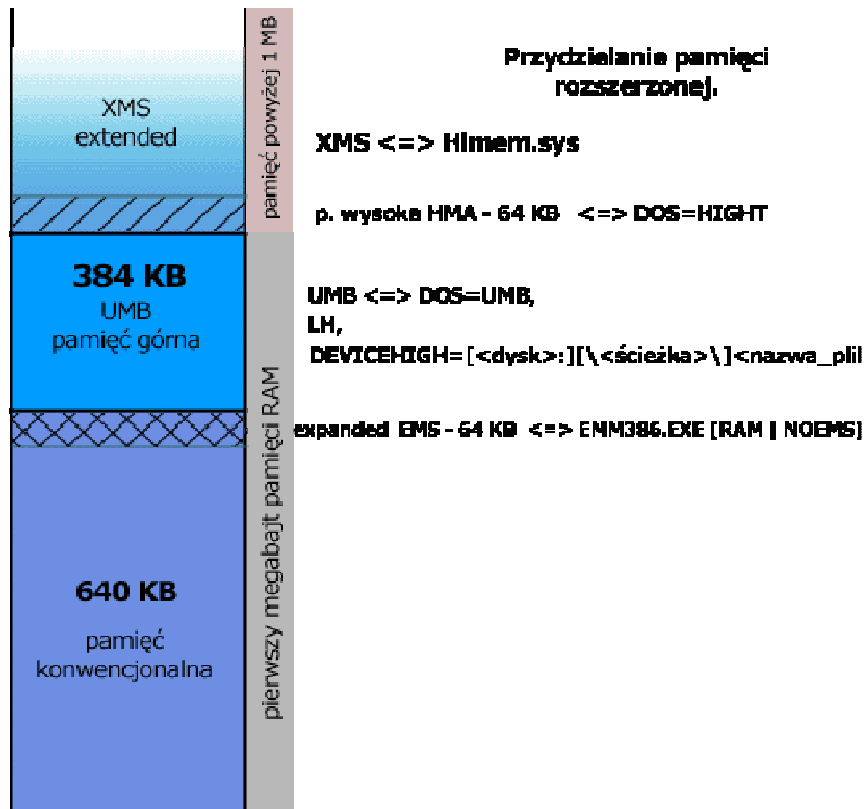 XMS
extended
pamięć powyżej 1 MB
384 KB
UMB
pamięć górna
640 KB
pamięć
konwencjonalna
pierwszy megabajt pamięci RAM
Przydzielanie pamięci
rozszerzonej.
XMS <=> Himem.sys
p. wysoka HMA - 64 KB <=> DOS=HIGHT
UMB <=> DOS=UMB,
LH,
DEVICEHIGH=[<dysk>:][\<ścieżka>\]<nazwa_plil
expanded EMS - 64 KB <=> EMM386.EXE [RAM | NOEMS]